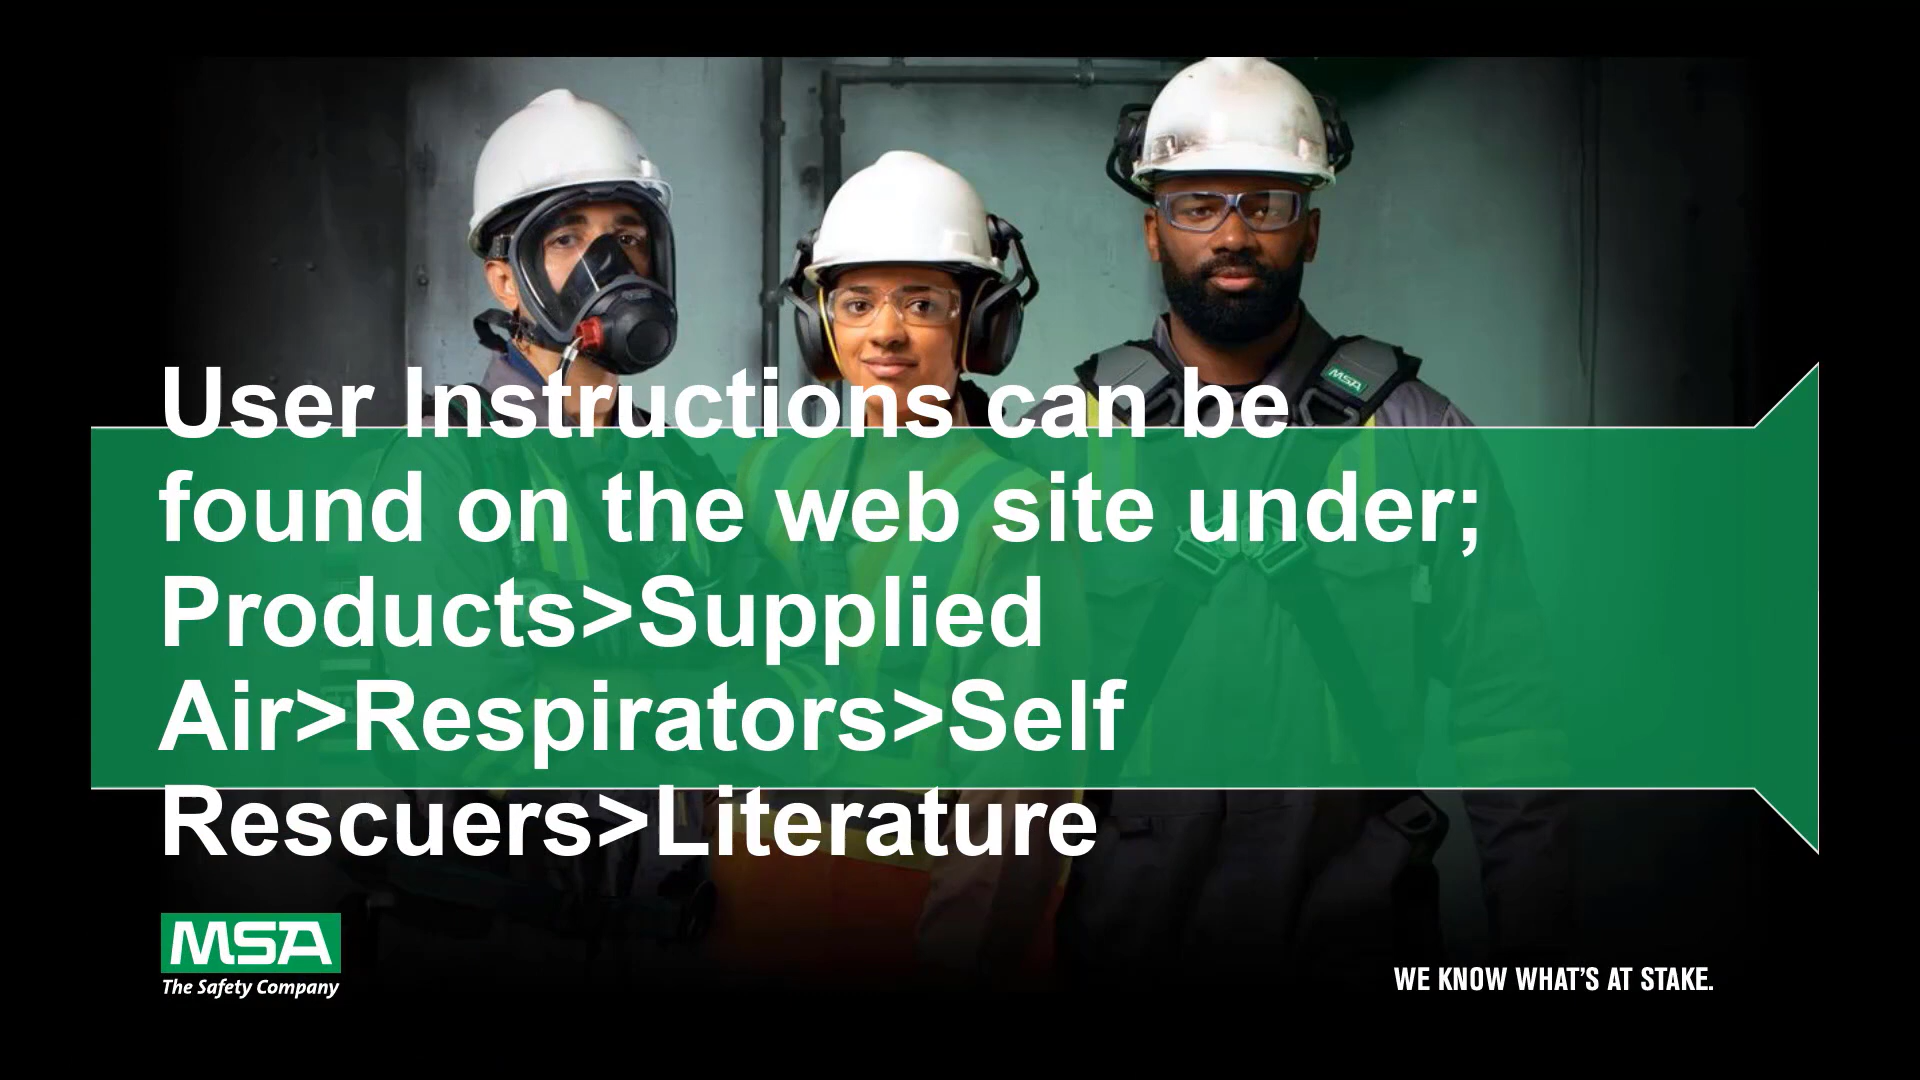 MSA
User Instructions can be
found on the web site under;
Products>Supplied
Air>Respirators>Self
Rescuers>Literature
MSA
The Safety Company
WE KNOW WHAT'S AT STAKE.